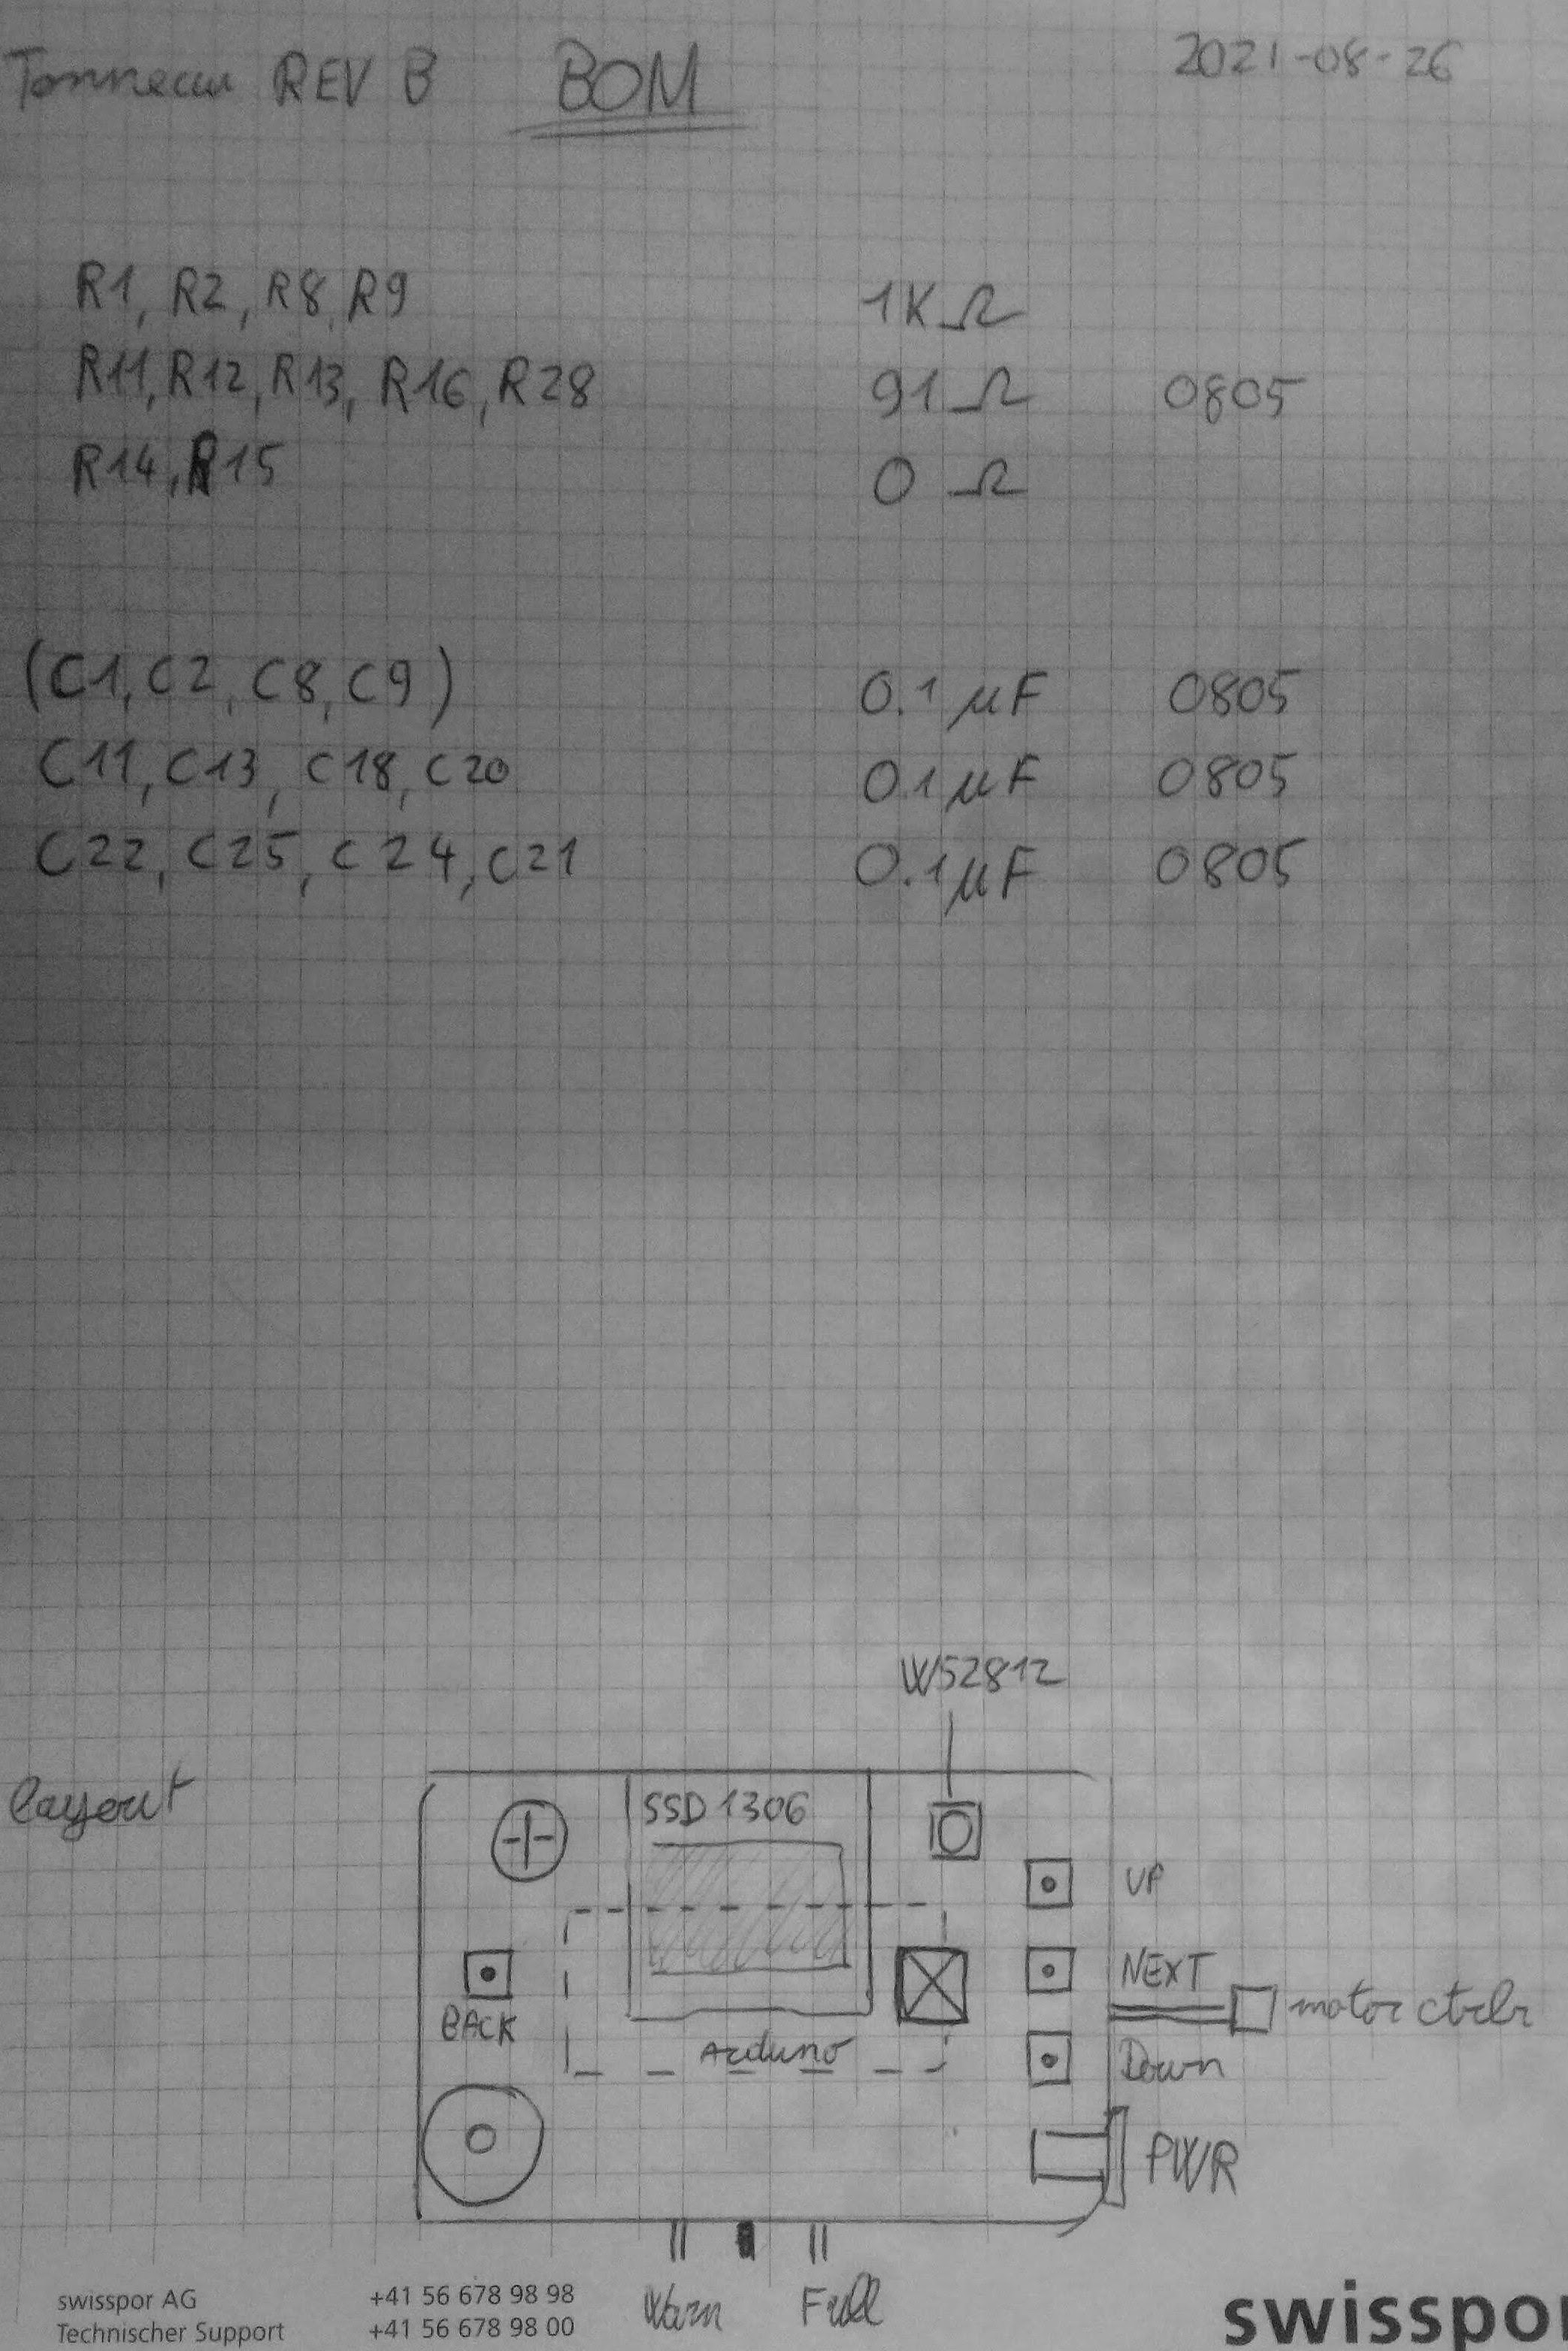 Tonneau REV B BOM 2021-08-26
R1, R2, R8, R9 1K Ω
R11, R12, R13, R16, R28 91 Ω 0805
R14, R15 0 Ω
(C1, C2, C8, C9) 0.1 µF 0805
C11, C13, C18, C20 0.1 µF 0805
C22, C25, C24, C21 0.1 µF 0805
WS2812
layout
SSD 1306
UP
NEXT
BACK
motor ctrlr
Arduino
Down
PWR
Warn Full
swisspor AG +41 56 678 98 98
Technischer Support +41 56 678 98 00
swisspor